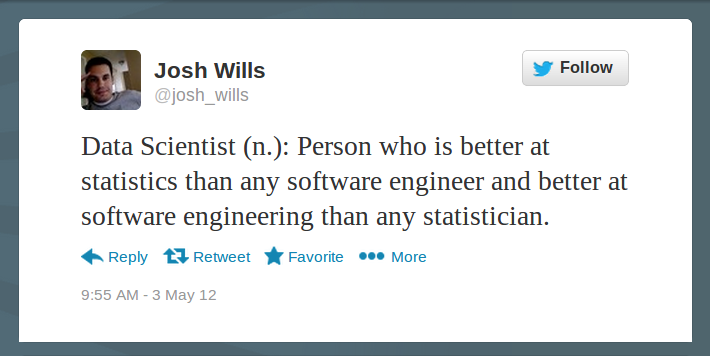 Josh Wills
@josh_wills
Follow
Data Scientist (n.): Person who is better at
statistics than any software engineer and better at
software engineering than any statistician.
Reply Retweet Favorite More
9:55 AM - 3 May 12